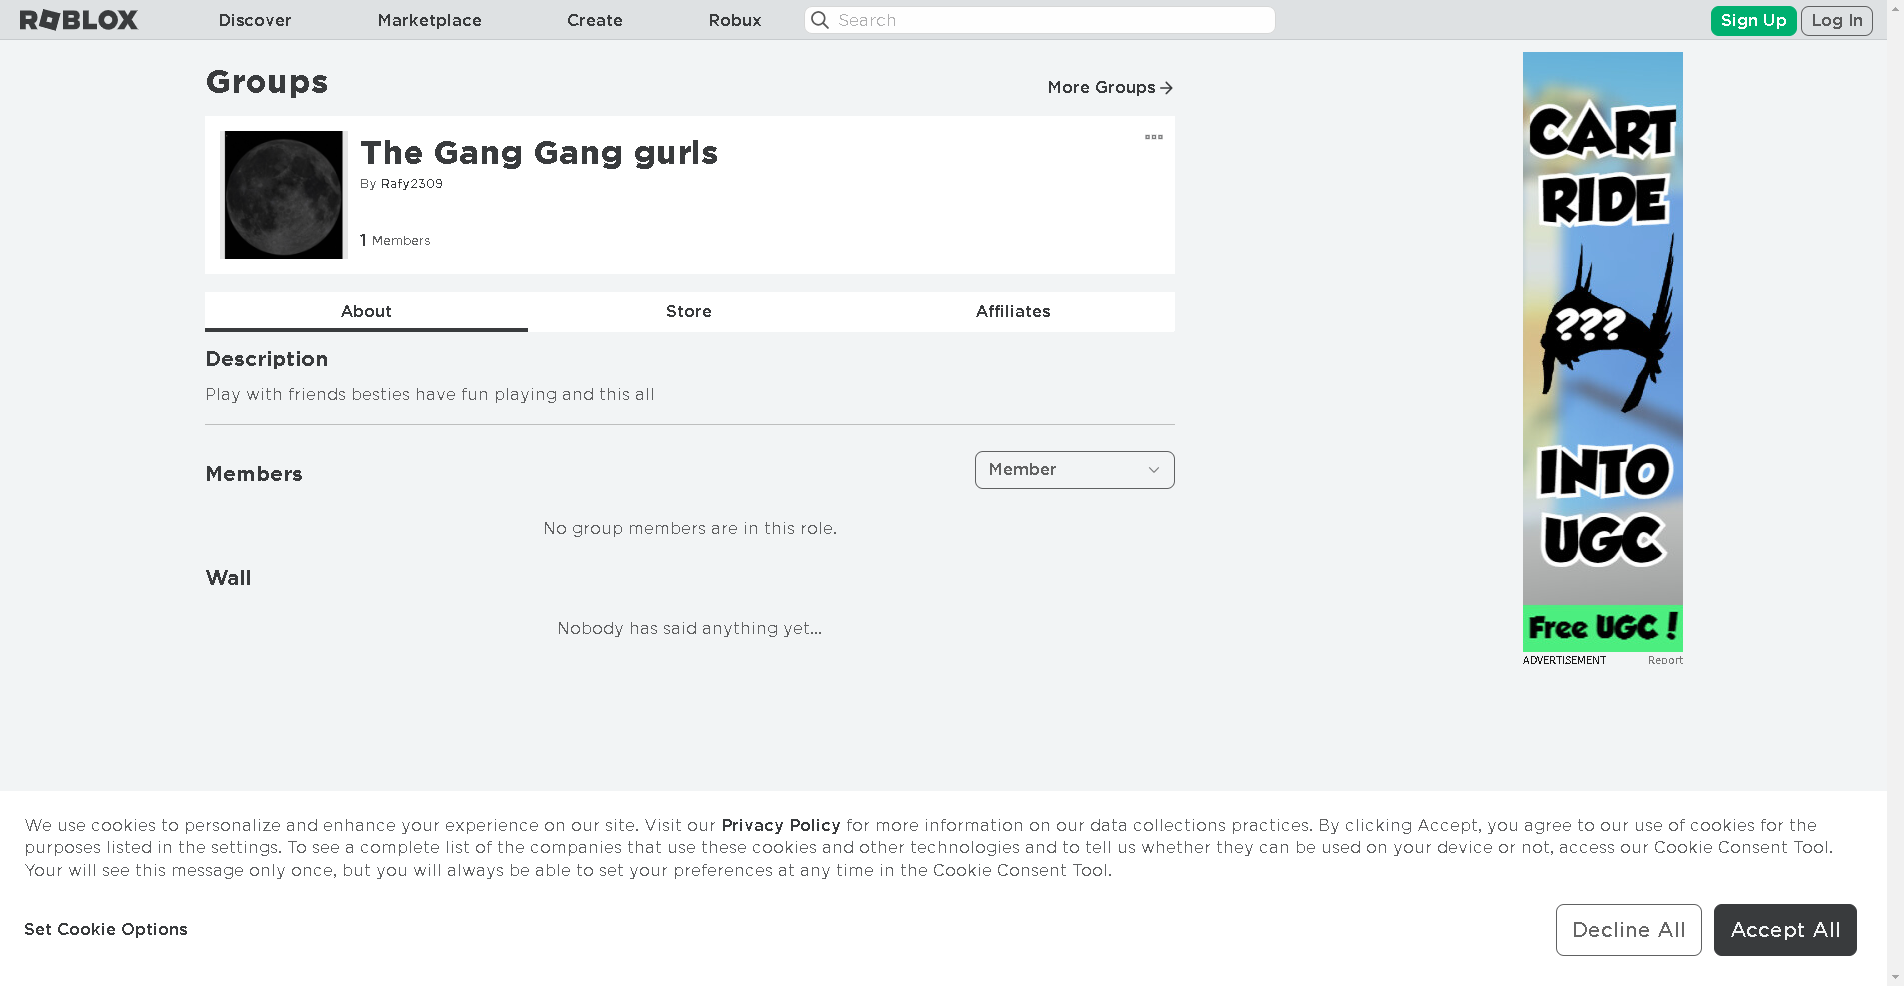 ROBLOX Discover Marketplace Create Robux Search Sign Up Log In
Groups
More Groups
The Gang Gang gurls
By Rafy2309
1 Members
About Store Affiliates
Description
Play with friends besties have fun playing and this all
Members
Member
No group members are in this role.
Wall
Nobody has said anything yet...
CART
RIDE
???
INTO
UGC
Free UGC !
ADVERTISEMENT Report
We use cookies to personalize and enhance your experience on our site. Visit our Privacy Policy for more information on our data collections practices. By clicking Accept, you agree to our use of cookies for the
purposes listed in the settings. To see a complete list of the companies that use these cookies and other technologies and to tell us whether they can be used on your device or not, access our Cookie Consent Tool.
Your will see this message only once, but you will always be able to set your preferences at any time in the Cookie Consent Tool.
Set Cookie Options
Decline All Accept All